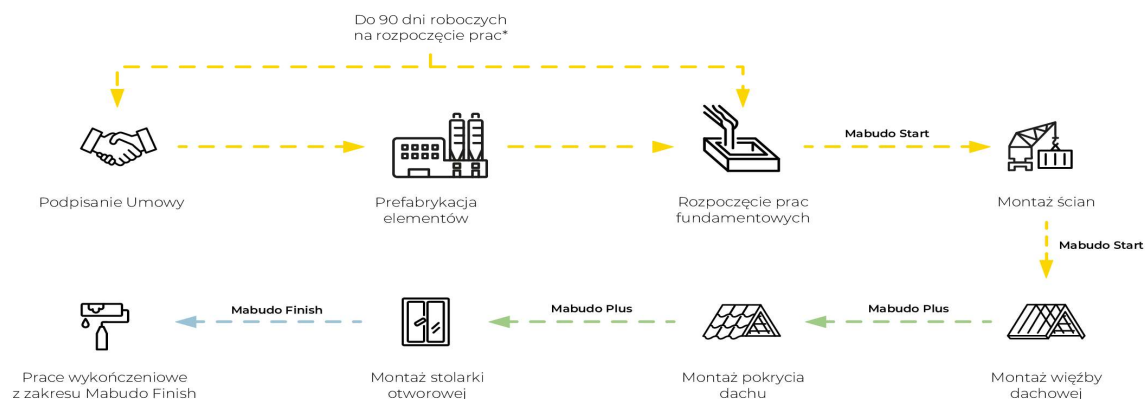 Do 90 dni roboczych
na rozpoczęcie prac*
Mabudo Start
Podpisanie Umowy
Prefabrykacja
elementów
Rozpoczęcie prac
fundamentowych
Montaż ścian
Mabudo Start
Mabudo Finish
Mabudo Plus
Mabudo Plus
Prace wykończeniowe
z zakresu Mabudo Finish
Montaż stolarki
otworowej
Montaż pokrycia
dachu
Montaż więźby
dachowej